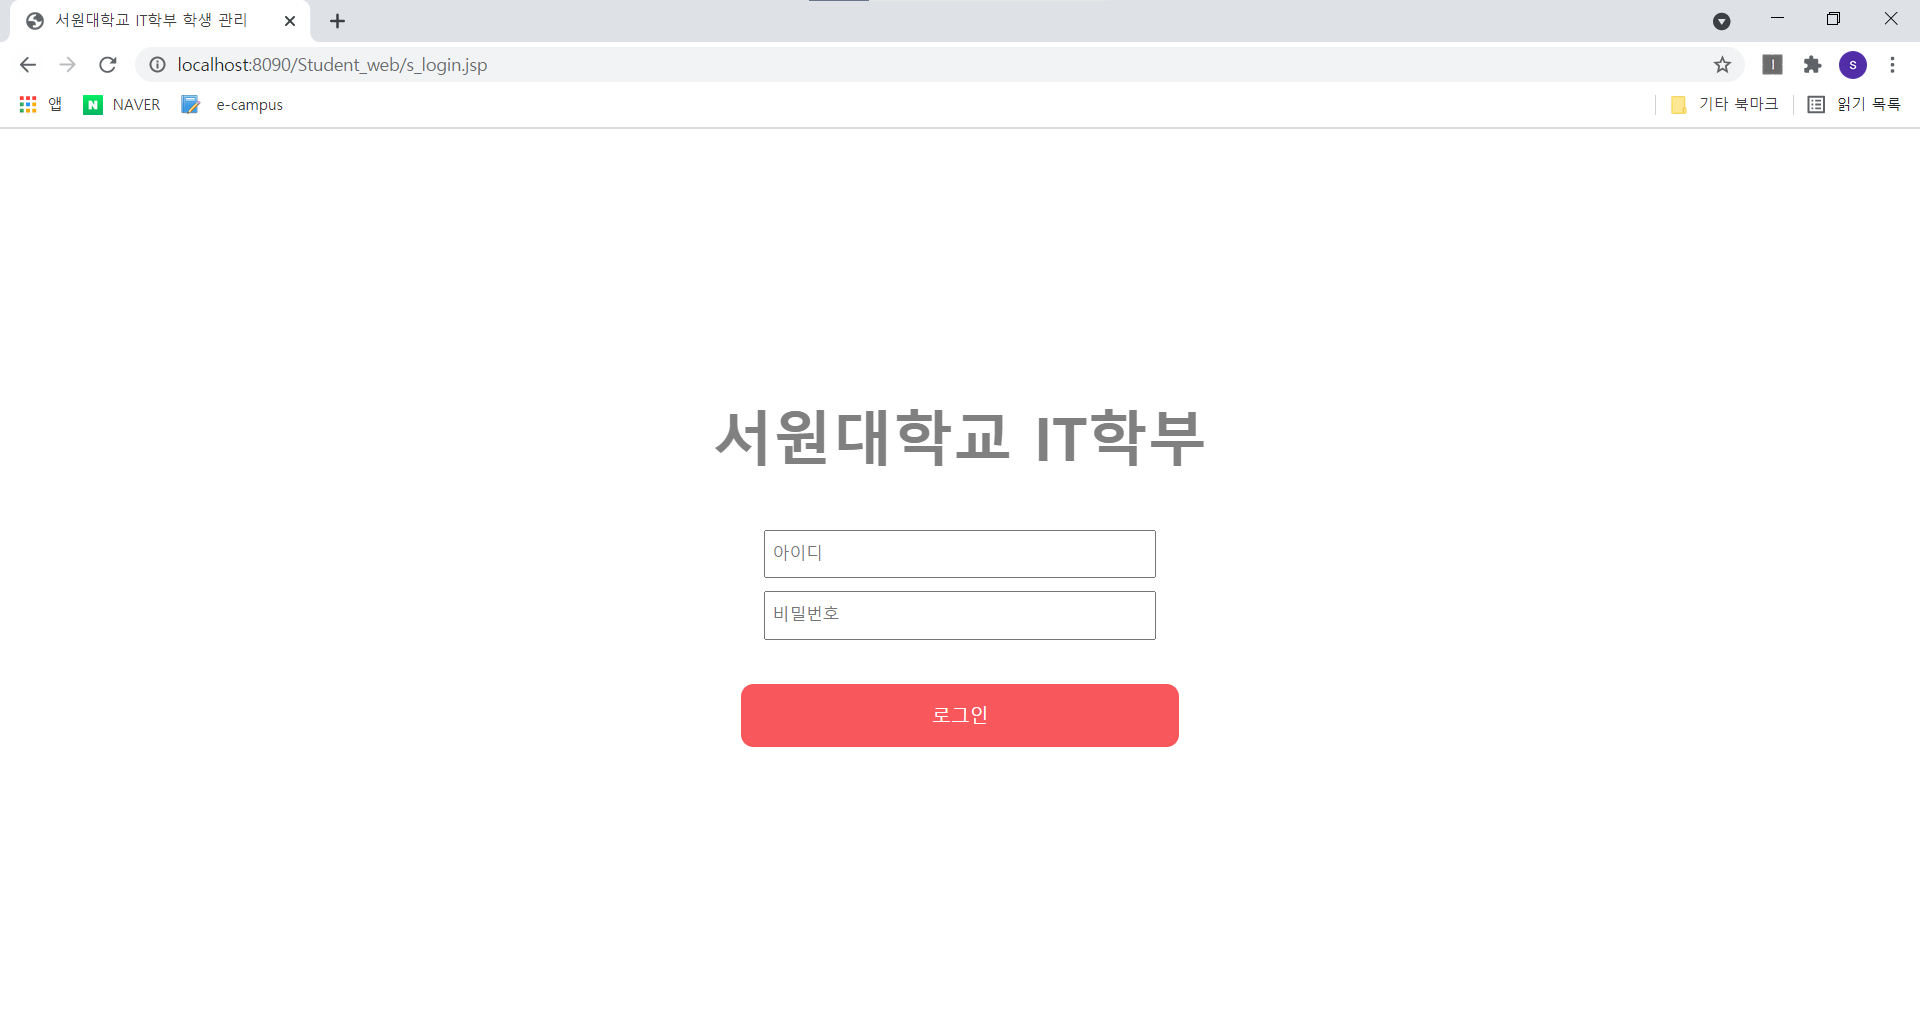 서원대학교 IT학부 학생 관리
localhost:8090/Student_web/s_login.jsp
앱 NAVER e-campus 기타 북마크 읽기 목록
서원대학교 IT학부
아이디
비밀번호
로그인